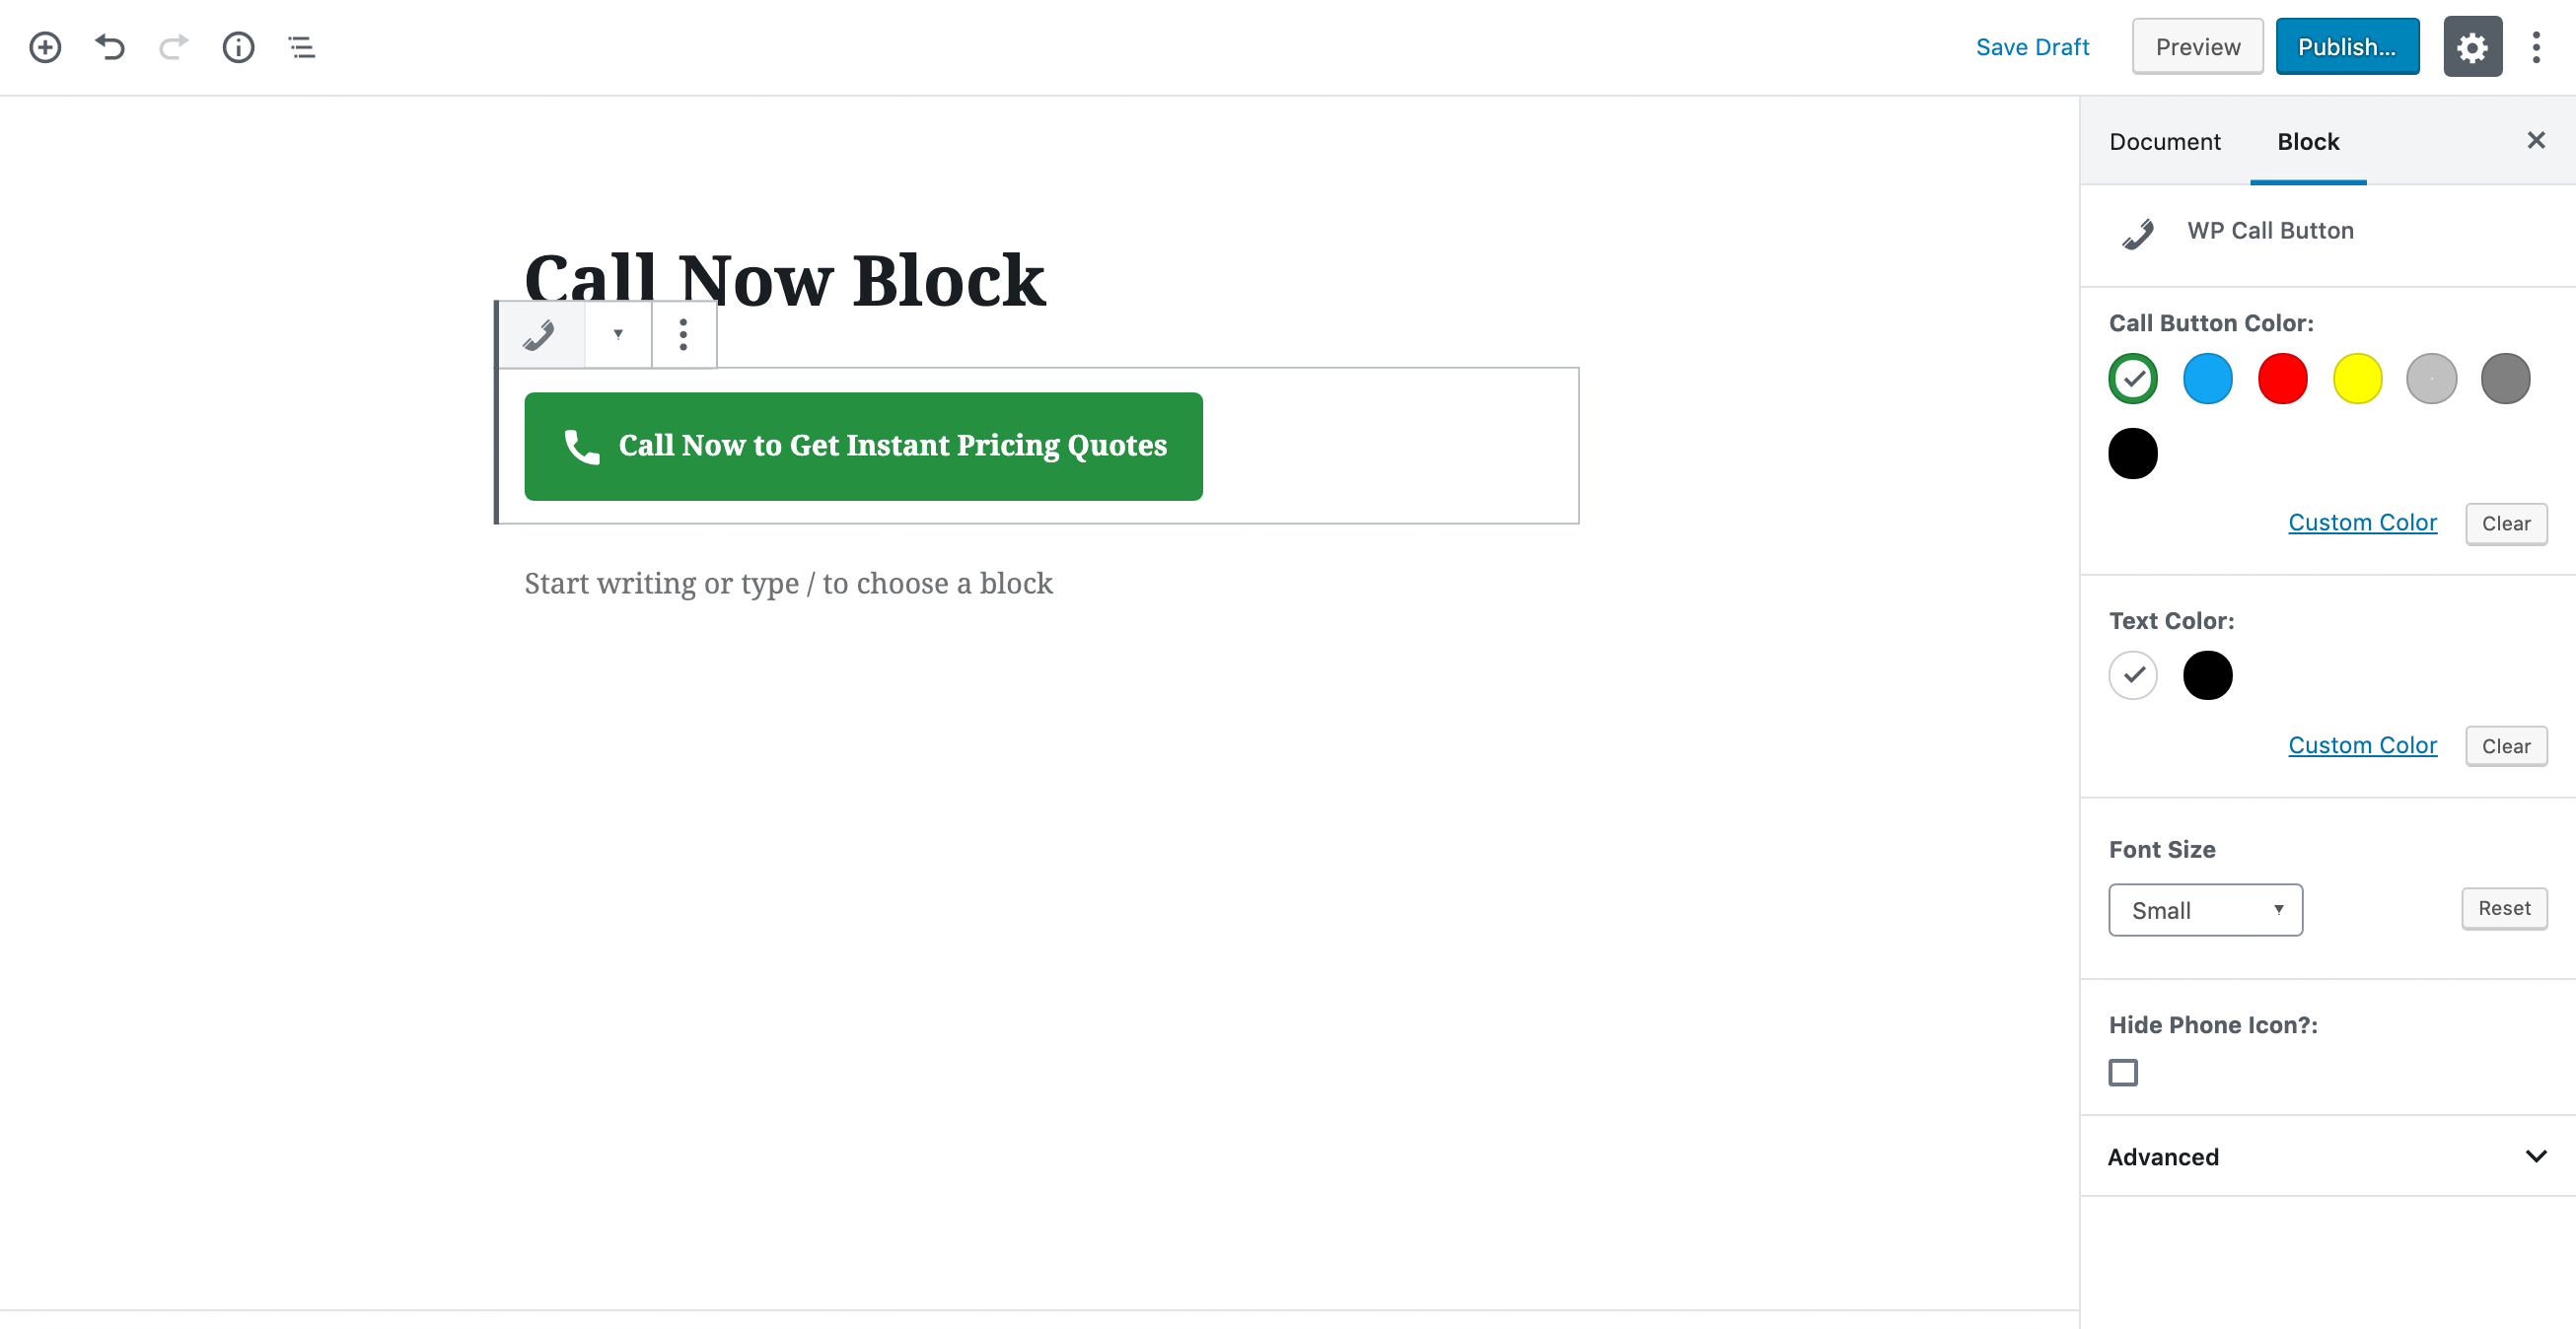 Save Draft
Preview
Publish...
Document
Block
WP Call Button
Call Now Block
Call Now to Get Instant Pricing Quotes
Start writing or type / to choose a block
Call Button Color:
Custom Color
Clear
Text Color:
Custom Color
Clear
Font Size
Small
Reset
Hide Phone Icon?:
Advanced